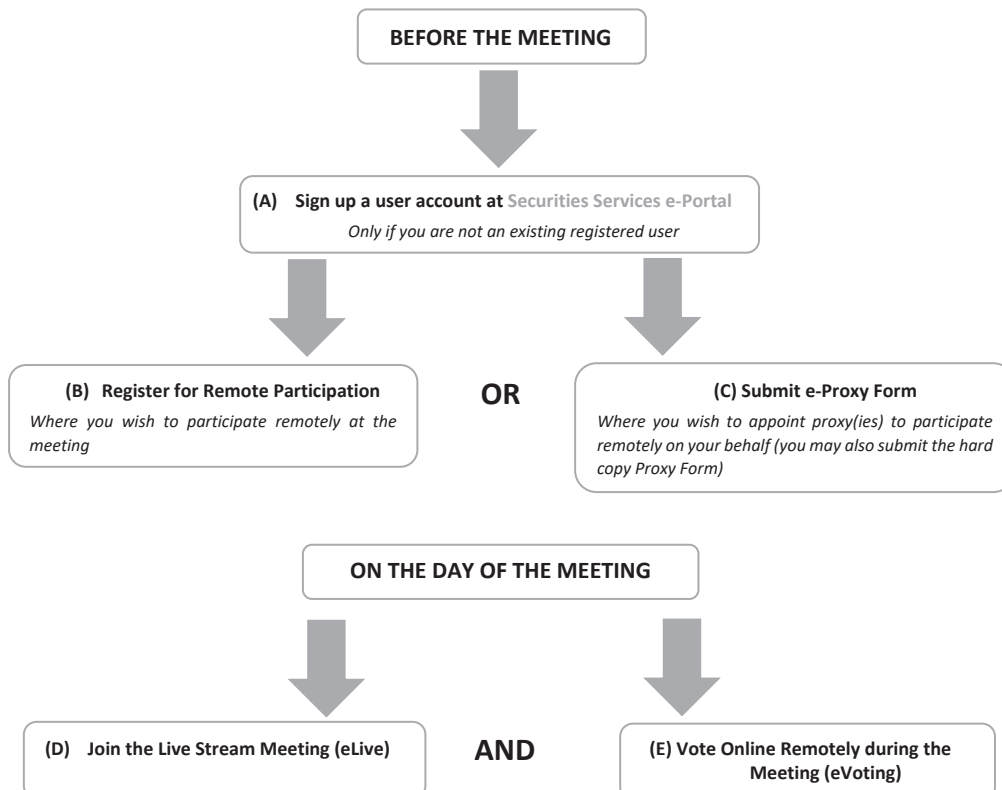 BEFORE THE MEETING
(A) Sign up a user account at Securities Services e-Portal
Only if you are not an existing registered user
(B) Register for Remote Participation
Where you wish to participate remotely at the
meeting
OR
(C) Submit e-Proxy Form
Where you wish to appoint proxy(ies) to participate
remotely on your behalf (you may also submit the hard
copy Proxy Form)
ON THE DAY OF THE MEETING
(D) Join the Live Stream Meeting (eLive)
AND
(E) Vote Online Remotely during the
Meeting (eVoting)